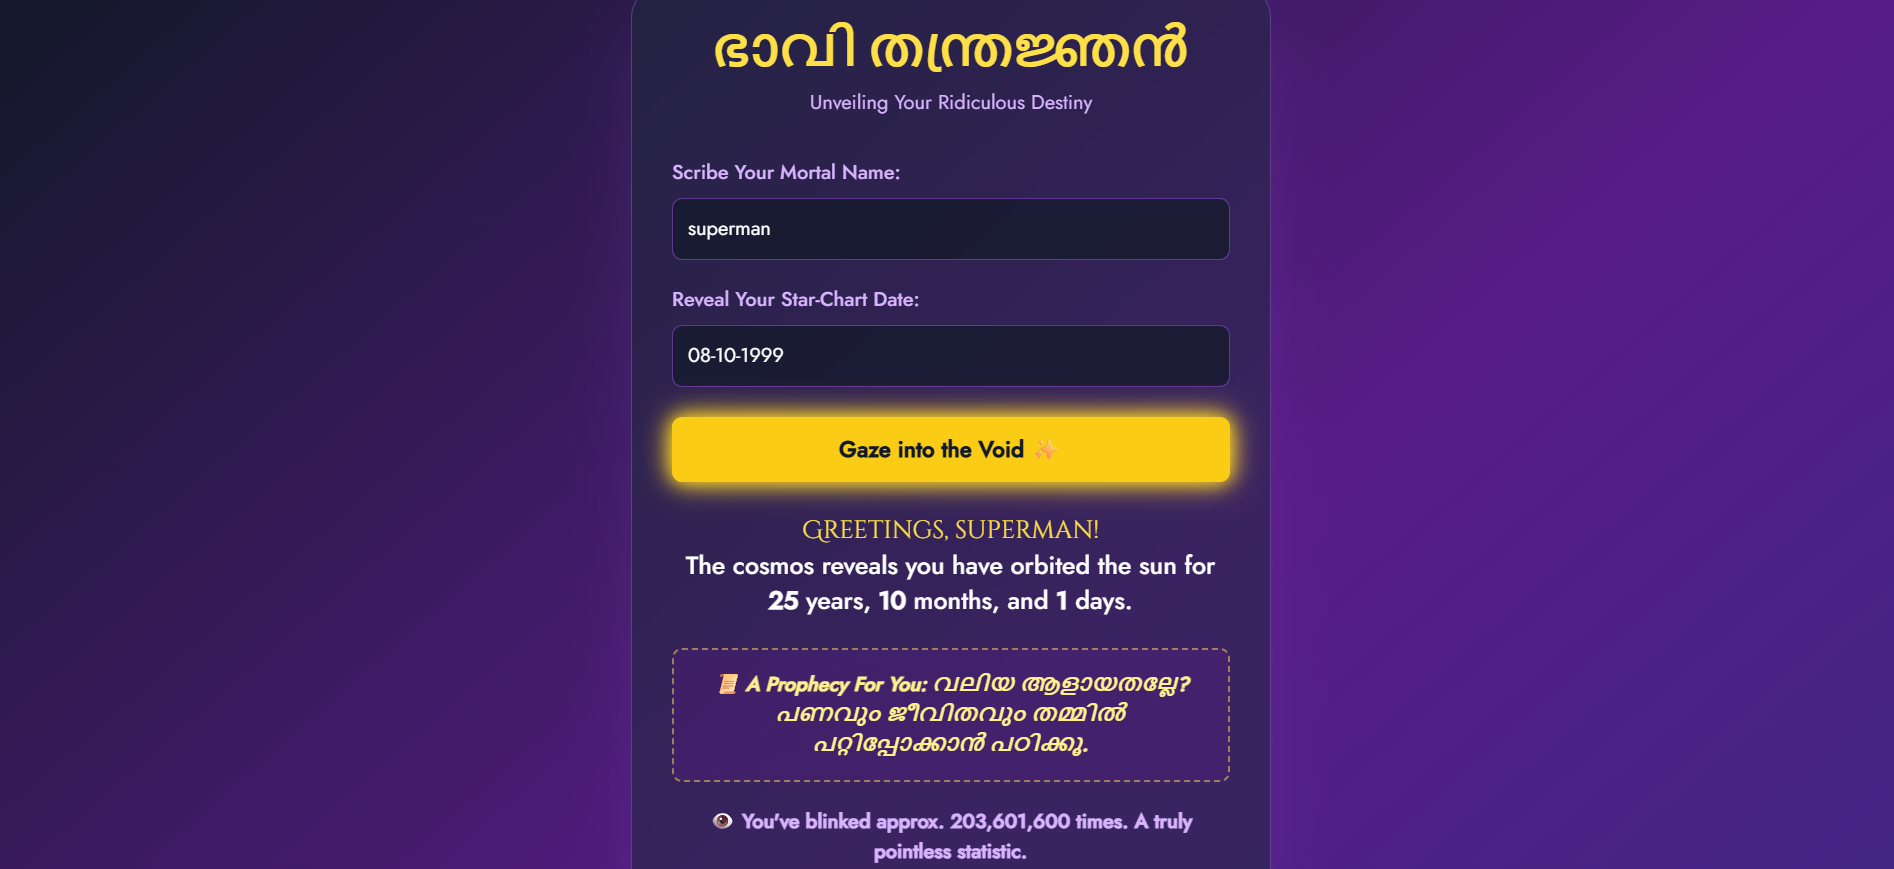 ഭാവി തന്ത്രജ്ഞൻ
Unveiling Your Ridiculous Destiny
Scribe Your Mortal Name:
superman
Reveal Your Star-Chart Date:
08-10-1999
Gaze into the Void ✨
GREETINGS, SUPERMAN!
The cosmos reveals you have orbited the sun for
25 years, 10 months, and 1 days.
📜 A Prophecy For You: വലിയ ആളായതല്ലേ?
പണവും ജീവിതവും തമ്മിൽ
പറ്റിപ്പോക്കാൻ പഠിക്കൂ.
👁️ You've blinked approx. 203,601,600 times. A truly
pointless statistic.